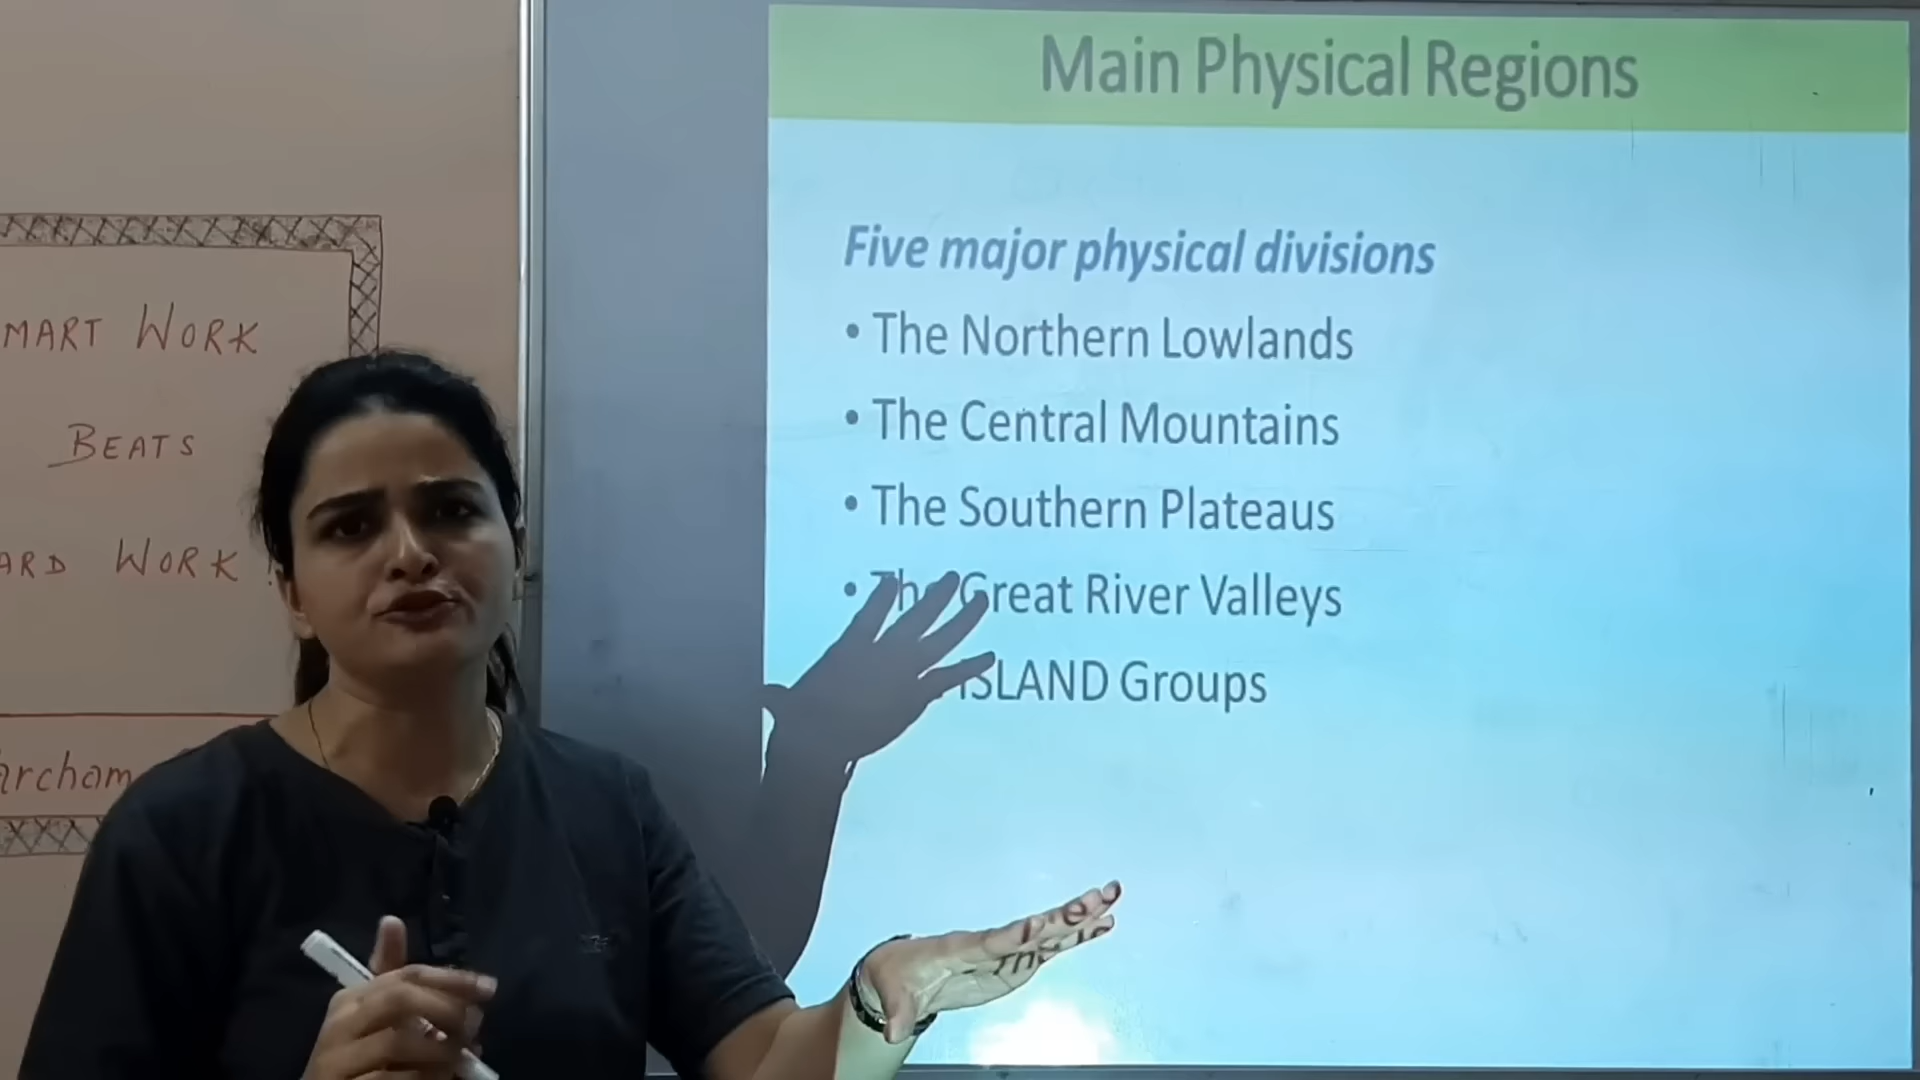 Main Physical Regions
Five major physical divisions
• The Northern Lowlands
• The Central Mountains
• The Southern Plateaus
• The Great River Valleys
ISLAND Groups
MART WORK
BEATS
ARD WORK